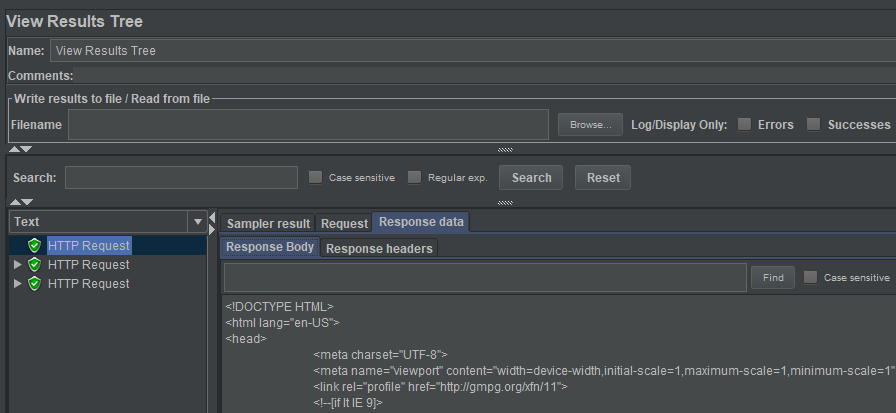 View Results Tree
Name: View Results Tree
Comments:
Write results to file / Read from file
Filename Browse... Log/Display Only: Errors Successes
Search: Case sensitive Regular exp. Search Reset
Text
Sampler result Request Response data
HTTP Request
HTTP Request
HTTP Request
Response Body Response headers
Find Case sensitive
<!DOCTYPE HTML>
<html lang="en-US">
<head>
<meta charset="UTF-8">
<meta name="viewport" content="width=device-width,initial-scale=1,maximum-scale=1,minimum-scale=1"
<link rel="profile" href="http://gmpg.org/xfn/11">
<!--[if lt IE 9]>